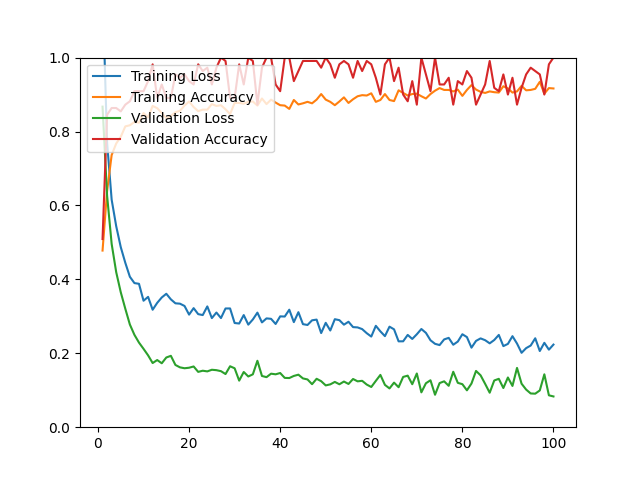 1.0
0.8
0.6
0.4
0.2
0.0
Training Loss
Training Accuracy
Validation Loss
Validation Accuracy
0 20 40 60 80 100